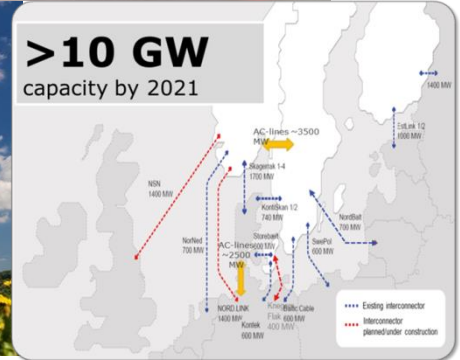 >10 GW
capacity by 2021
1400 MW
EstLink 1/2
1000 MW
AC-lines ~3500
MW
Skagerrak 1-4
1700 MW
NSN
1400 MW
KontiSkan 1/2
740 MW
NordBalt
700 MW
NorNed
700 MW
AC-lines
~2500
MW
Storebælt
600 MW
SwePol
600 MW
NORD.LINK
1400 MW
Kontek
600 MW
Flak
400 MW
Baltic Cable
600 MW
Existing interconnector
Interconnector
planned/under construction